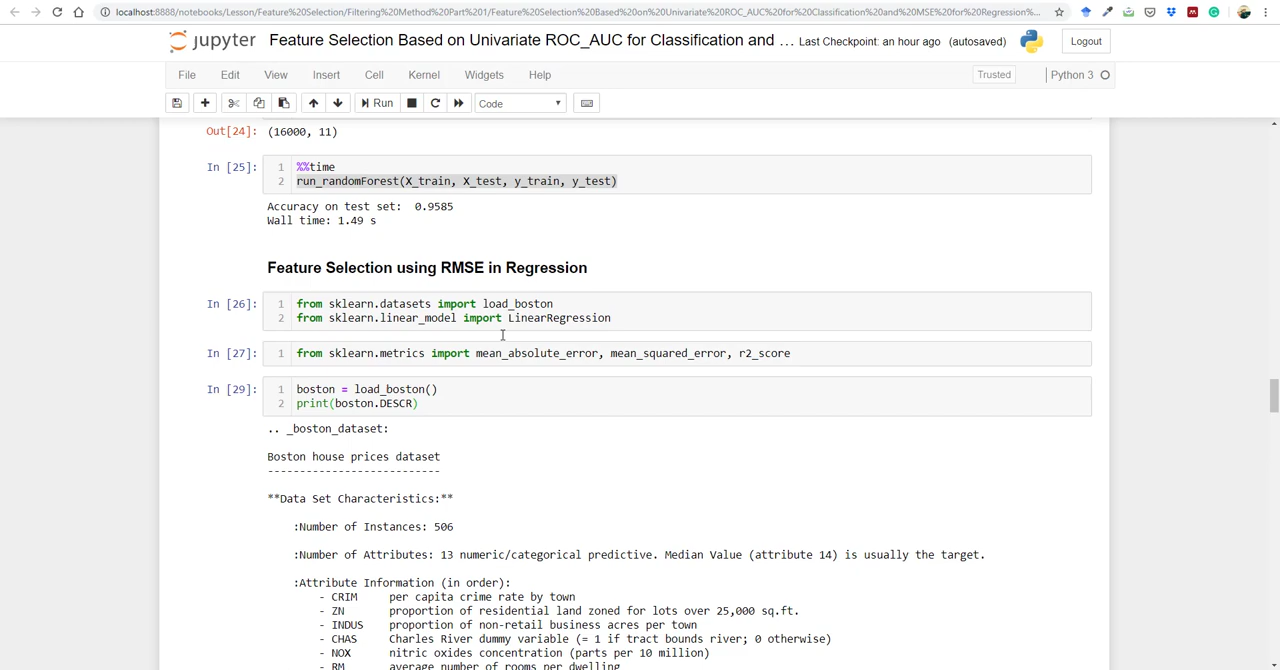 localhost:8888/notebooks/Lesson/Feature%20Selection/Filtering%20Method%20Part%201/Feature%20Selection%20Based%20on%20Univariate%20ROC_AUC%20for%20Classification%20and%20MSE%20for%20Regression%...
jupyter Feature Selection Based on Univariate ROC_AUC for Classification and ... Last Checkpoint: an hour ago (autosaved) Logout
File Edit View Insert Cell Kernel Widgets Help Trusted Python 3
Run Code
Out[24]: (16000, 11)
In [25]: 1 %%time
2 run_randomForest(X_train, X_test, y_train, y_test)
Accuracy on test set: 0.9585
Wall time: 1.49 s
Feature Selection using RMSE in Regression
In [26]: 1 from sklearn.datasets import load_boston
2 from sklearn.linear_model import LinearRegression
In [27]: 1 from sklearn.metrics import mean_absolute_error, mean_squared_error, r2_score
In [29]: 1 boston = load_boston()
2 print(boston.DESCR)
.. _boston_dataset:
Boston house prices dataset
---------------------------
**Data Set Characteristics:**
:Number of Instances: 506
:Number of Attributes: 13 numeric/categorical predictive. Median Value (attribute 14) is usually the target.
:Attribute Information (in order):
- CRIM per capita crime rate by town
- ZN proportion of residential land zoned for lots over 25,000 sq.ft.
- INDUS proportion of non-retail business acres per town
- CHAS Charles River dummy variable (= 1 if tract bounds river; 0 otherwise)
- NOX nitric oxides concentration (parts per 10 million)
- RM average number of rooms per dwelling